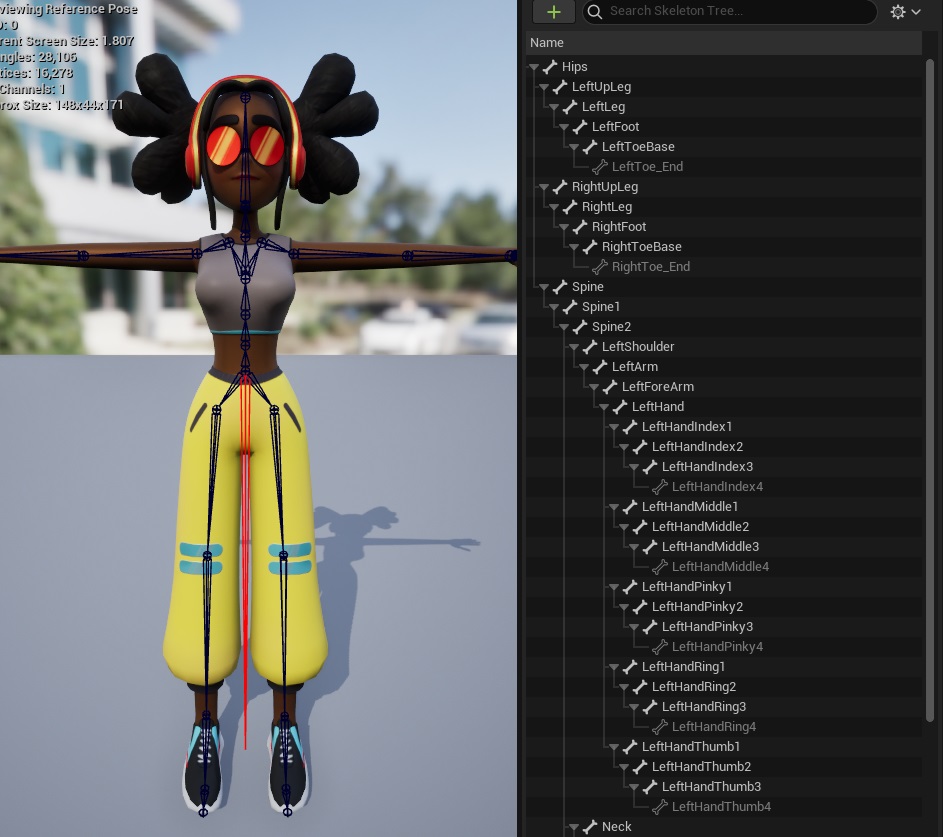 viewing Reference Pose
D: 0
rent Screen Size: 1.807
ngles: 28,106
tices: 16,278
Channels: 1
rox Size: 148x44x171
Search Skeleton Tree...
Name
Hips
LeftUpLeg
LeftLeg
LeftFoot
LeftToeBase
LeftToe_End
RightUpLeg
RightLeg
RightFoot
RightToeBase
RightToe_End
Spine
Spine1
Spine2
LeftShoulder
LeftArm
LeftForeArm
LeftHand
LeftHandIndex1
LeftHandIndex2
LeftHandIndex3
LeftHandIndex4
LeftHandMiddle1
LeftHandMiddle2
LeftHandMiddle3
LeftHandMiddle4
LeftHandPinky1
LeftHandPinky2
LeftHandPinky3
LeftHandPinky4
LeftHandRing1
LeftHandRing2
LeftHandRing3
LeftHandRing4
LeftHandThumb1
LeftHandThumb2
LeftHandThumb3
LeftHandThumb4
Neck